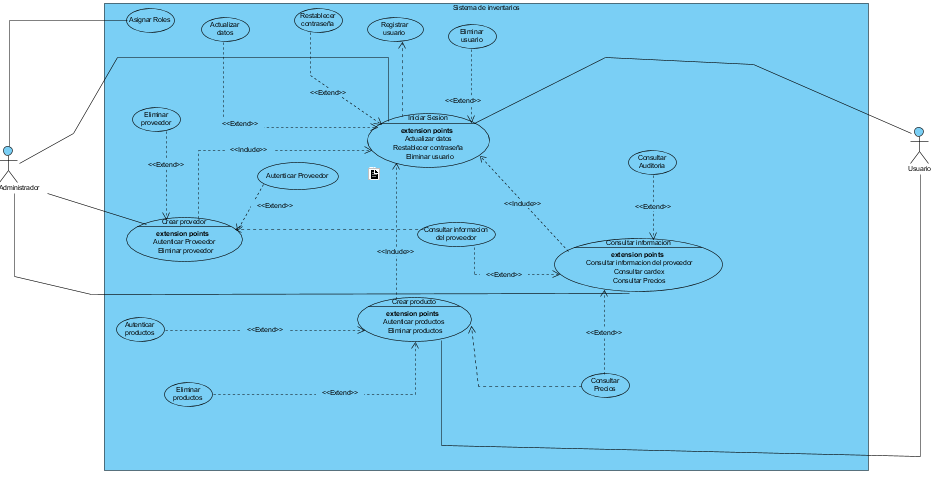 Sistema de inventarios
Asignar Roles
Actualizar
datos
Restablecer
contraseña
Registrar
usuario
Eliminar
usuario
<<Extend>>
<<Extend>>
<<Extend>>
Iniciar Sesion
extension points
Actualizar datos
Restablecer contraseña
Eliminar usuario
Eliminar
proveedor
<<Extend>>
<<Include>>
Autenticar Proveedor
<<Extend>>
Consultar
Auditoria
<<Extend>>
Administrador
Usuario
<<Include>>
Crear provedor
extension points
Autenticar Proveedor
Eliminar proveedor
Consultar informacion
del proveedor
<<Include>>
<<Extend>>
Consultar informacion
extension points
Consultar informacion del proveedor
Consultar cardex
Consultar Precios
Crear producto
extension points
Autenticar productos
Eliminar productos
Autenticar
productos
<<Extend>>
<<Extend>>
Eliminar
productos
<<Extend>>
Consultar
Precios